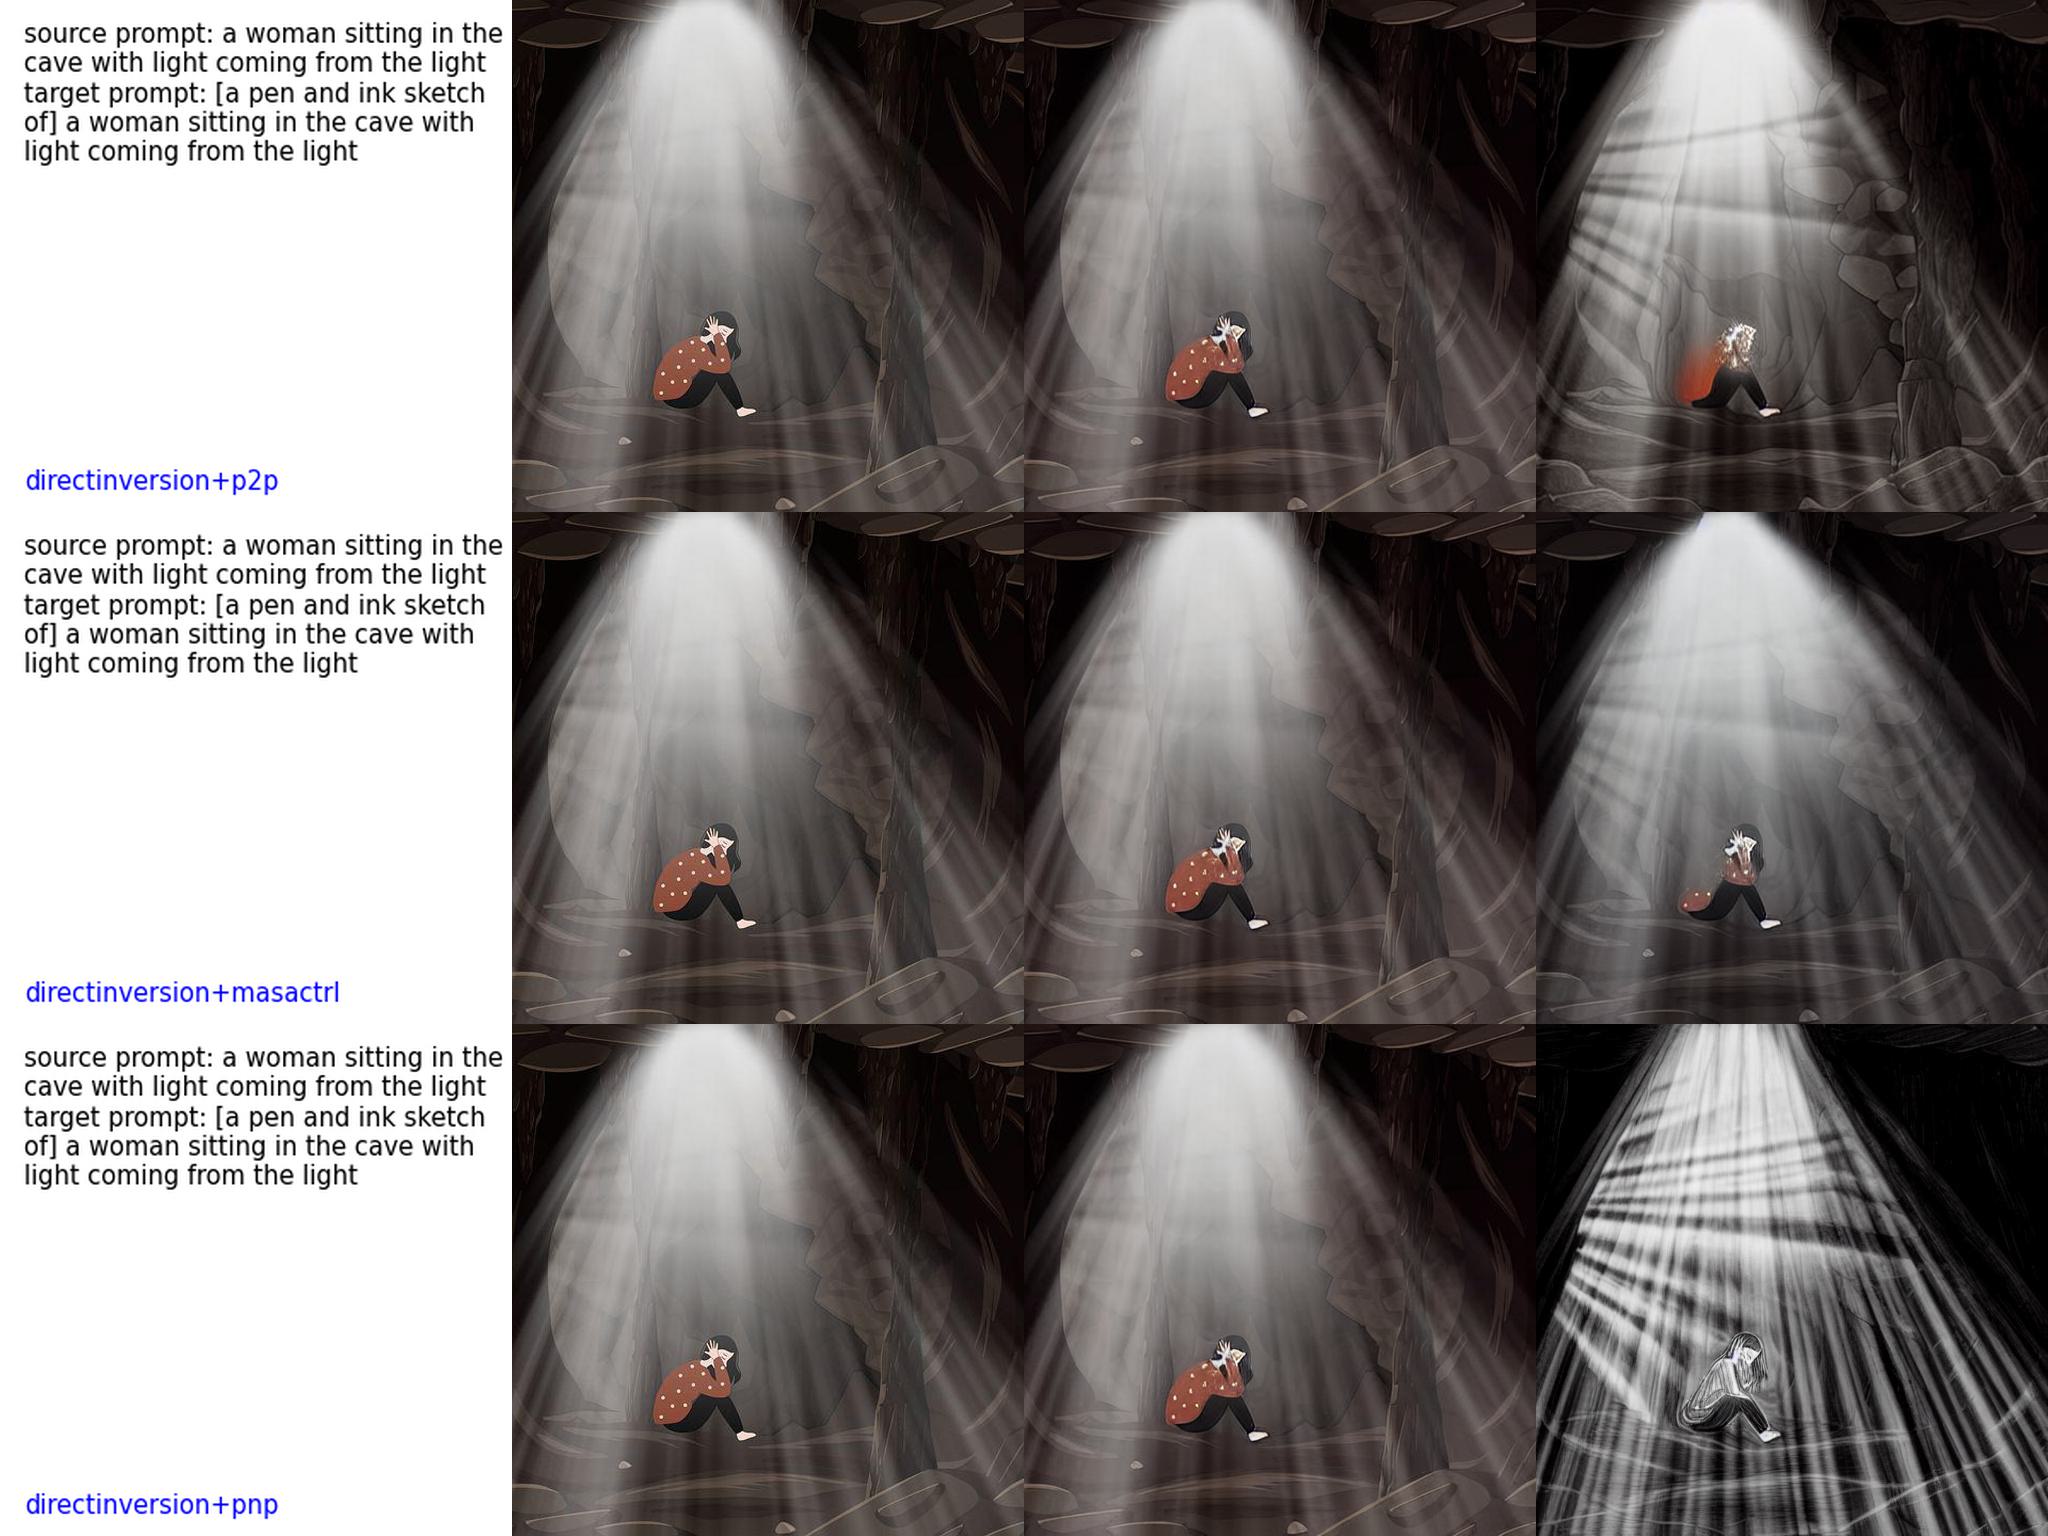 source prompt: a woman sitting in the
cave with light coming from the light
target prompt: [a pen and ink sketch
of] a woman sitting in the cave with
light coming from the light
directinversion+p2p
source prompt: a woman sitting in the
cave with light coming from the light
target prompt: [a pen and ink sketch
of] a woman sitting in the cave with
light coming from the light
directinversion+masactrl
source prompt: a woman sitting in the
cave with light coming from the light
target prompt: [a pen and ink sketch
of] a woman sitting in the cave with
light coming from the light
directinversion+pnp